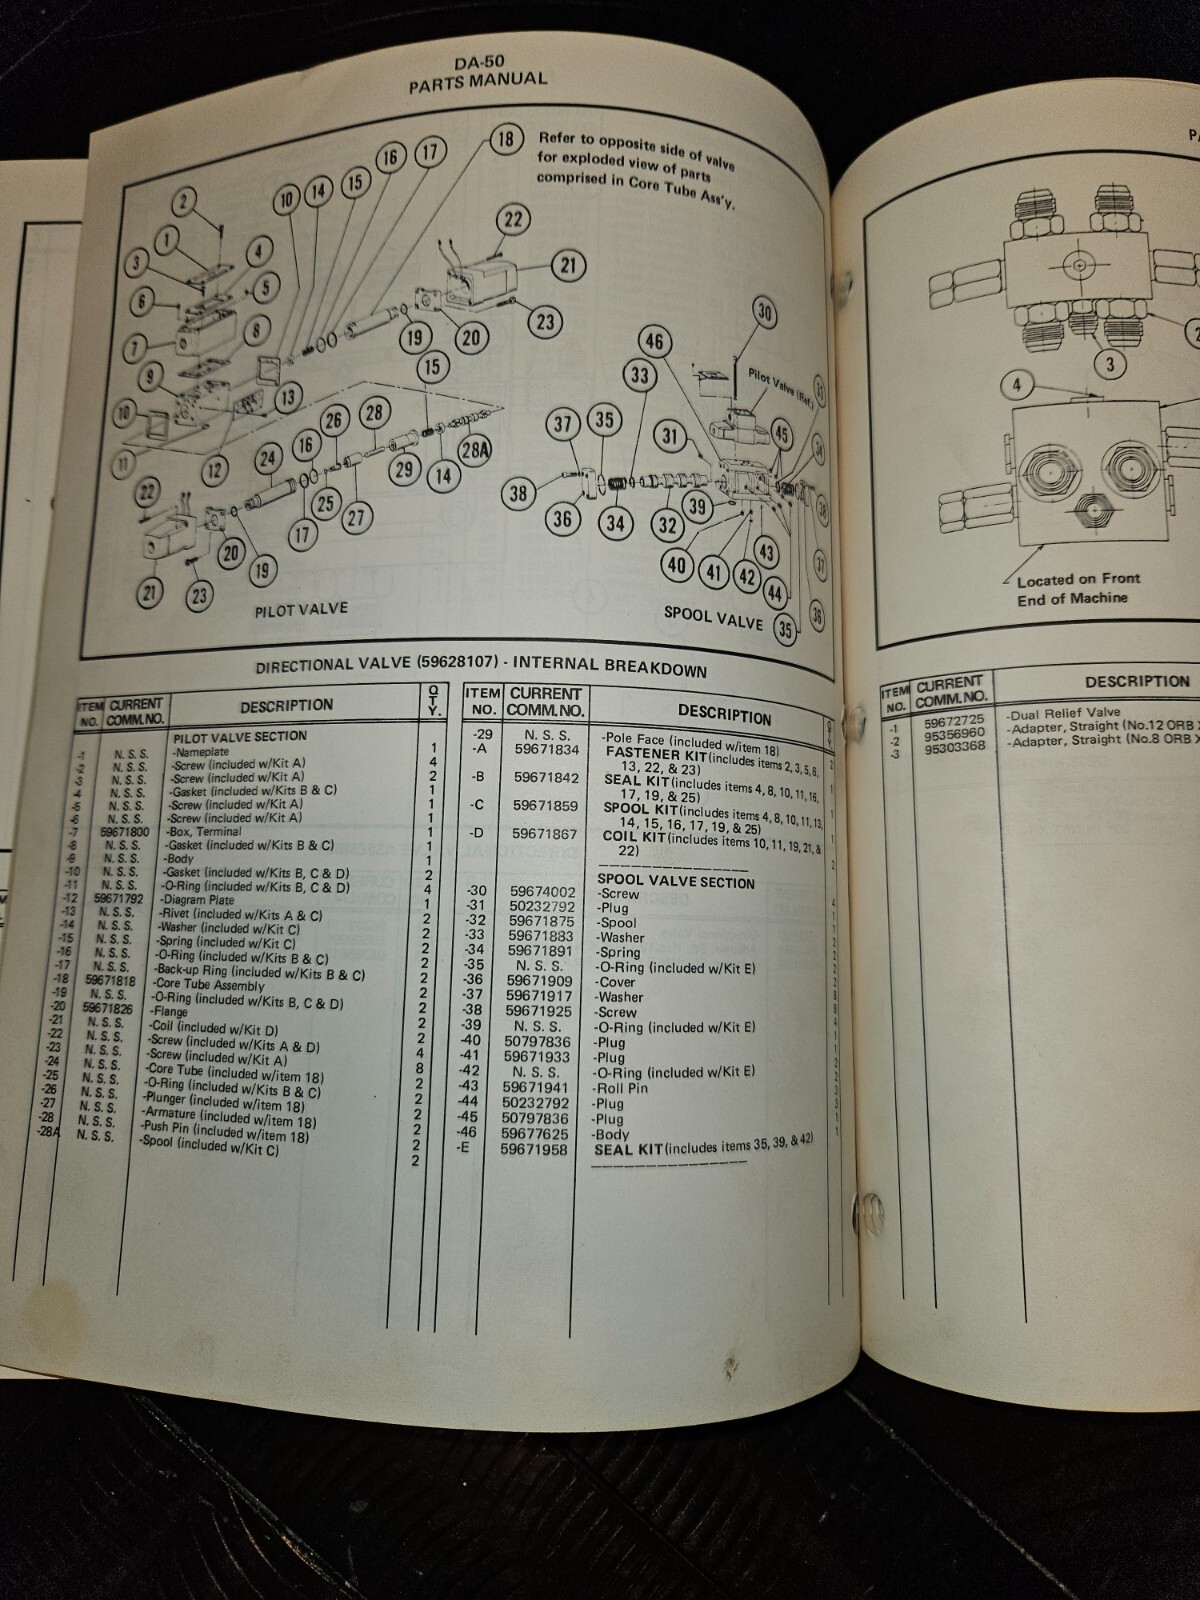 DA-50
PARTS MANUAL
Refer to opposite side of valve
for exploded view of parts
comprised in Core Tube Ass'y.
Pilot Valve (Ref.)
PILOT VALVE
SPOOL VALVE
DIRECTIONAL VALVE (59628107) - INTERNAL BREAKDOWN
ITEM NO. CURRENT COMM. NO. DESCRIPTION QTY.
PILOT VALVE SECTION
-1 N. S. S. -Nameplate 1
-2 N. S. S. -Screw (included w/Kit A) 4
-3 N. S. S. -Screw (included w/Kit A) 2
-4 N. S. S. -Gasket (included w/Kits B & C) 1
-5 N. S. S. -Screw (included w/Kit A) 1
-6 N. S. S. -Screw (included w/Kit A) 1
-7 59671800 -Box, Terminal 1
-8 N. S. S. -Gasket (included w/Kits B & C) 1
-9 N. S. S. -Body 1
-10 N. S. S. -Gasket (included w/Kits B, C & D) 2
-11 N. S. S. -O-Ring (included w/Kits B, C & D) 4
-12 59671792 -Diagram Plate 1
-13 N. S. S. -Rivet (included w/Kits A & C) 2
-14 N. S. S. -Washer (included w/Kit C) 2
-15 N. S. S. -Spring (included w/Kit C) 2
-16 N. S. S. -O-Ring (included w/Kits B & C) 2
-17 N. S. S. -Back-up Ring (included w/Kits B & C) 2
-18 59671818 -Core Tube Assembly 2
-19 N. S. S. -O-Ring (included w/Kits B, C & D) 2
-20 59671826 -Flange 2
-21 N. S. S. -Coil (included w/Kit D) 2
-22 N. S. S. -Screw (included w/Kits A & D) 4
-23 N. S. S. -Screw (included w/Kit A) 8
-24 N. S. S. -Core Tube (included w/item 18) 2
-25 N. S. S. -O-Ring (included w/Kits B & C) 2
-26 N. S. S. -Plunger (included w/item 18) 2
-27 N. S. S. -Armature (included w/item 18) 2
-28 N. S. S. -Push Pin (included w/item 18) 2
-28A N. S. S. -Spool (included w/Kit C) 2
ITEM NO. CURRENT COMM. NO. DESCRIPTION
-29 N. S. S. -Pole Face (included w/item 18) 2
-A 59671834 FASTENER KIT(includes items 2, 3, 5, 6,
13, 22, & 23) 1
-B 59671842 SEAL KIT(includes items 4, 8, 10, 11, 16,
17, 19, & 25) 1
-C 59671859 SPOOL KIT(includes items 4, 8, 10, 11, 13,
14, 15, 16, 17, 19, & 25) 1
-D 59671867 COIL KIT(includes items 10, 11, 19, 21, &
22) 2
SPOOL VALVE SECTION
-30 59674002 -Screw
-31 50232792 -Plug
-32 59671875 -Spool
-33 59671883 -Washer
-34 59671891 -Spring
-35 N. S. S. -O-Ring (included w/Kit E)
-36 59671909 -Cover
-37 59671917 -Washer
-38 59671925 -Screw
-39 N. S. S. -O-Ring (included w/Kit E)
-40 50797836 -Plug
-41 59671933 -Plug
-42 N. S. S. -O-Ring (included w/Kit E)
-43 59671941 -Roll Pin
-44 50232792 -Plug
-45 50797836 -Plug
-46 59677625 -Body
-E 59671958 SEAL KIT(includes items 35, 39, & 42)
3
4
Located on Front
End of Machine
ITEM NO. CURRENT COMM. NO. DESCRIPTION
-1 59672725 -Dual Relief Valve
-2 95356960 -Adapter, Straight (No.12 ORB
-3 95303368 -Adapter, Straight (No.8 ORB